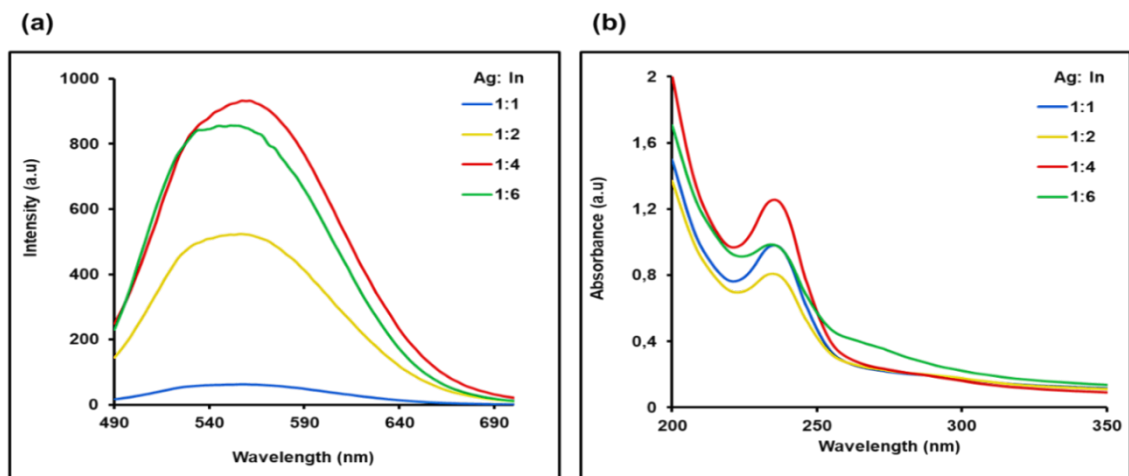 (a)
Ag: In
1:1
1:2
1:4
1:6
Intensity (a.u)
1000
800
600
400
200
0
490 540 590 640 690
Wavelength (nm)
(b)
Ag: In
1:1
1:2
1:4
1:6
Absorbance (a.u)
2
1,6
1,2
0,8
0,4
0
200 250 300 350
Wavelength (nm)